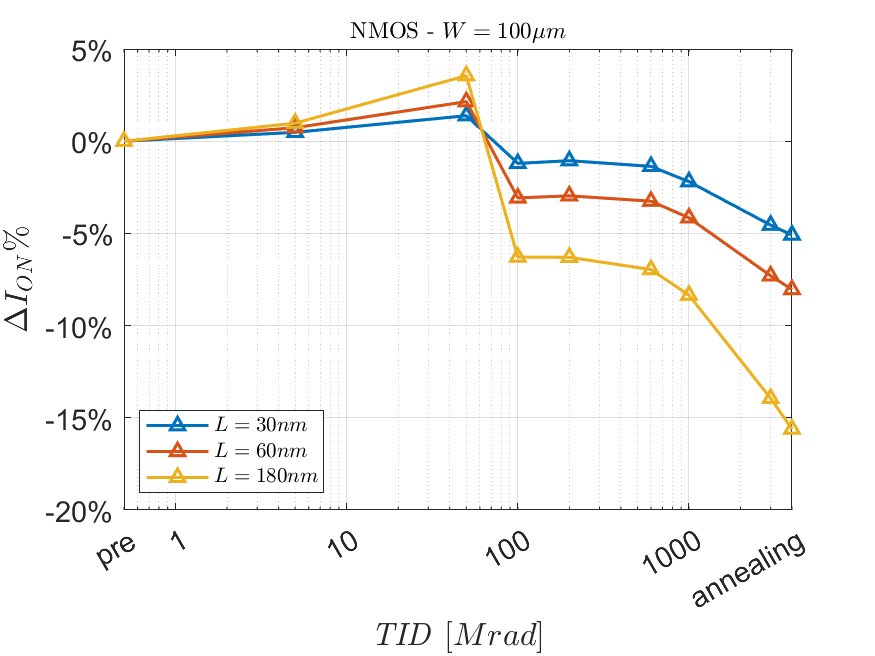 NMOS - W = 100μm
5%
0%
-5%
-10%
-15%
-20%
ΔI_ON%
L = 30nm
L = 60nm
L = 180nm
pre 1 10 100 1000 annealing
TID [Mrad]